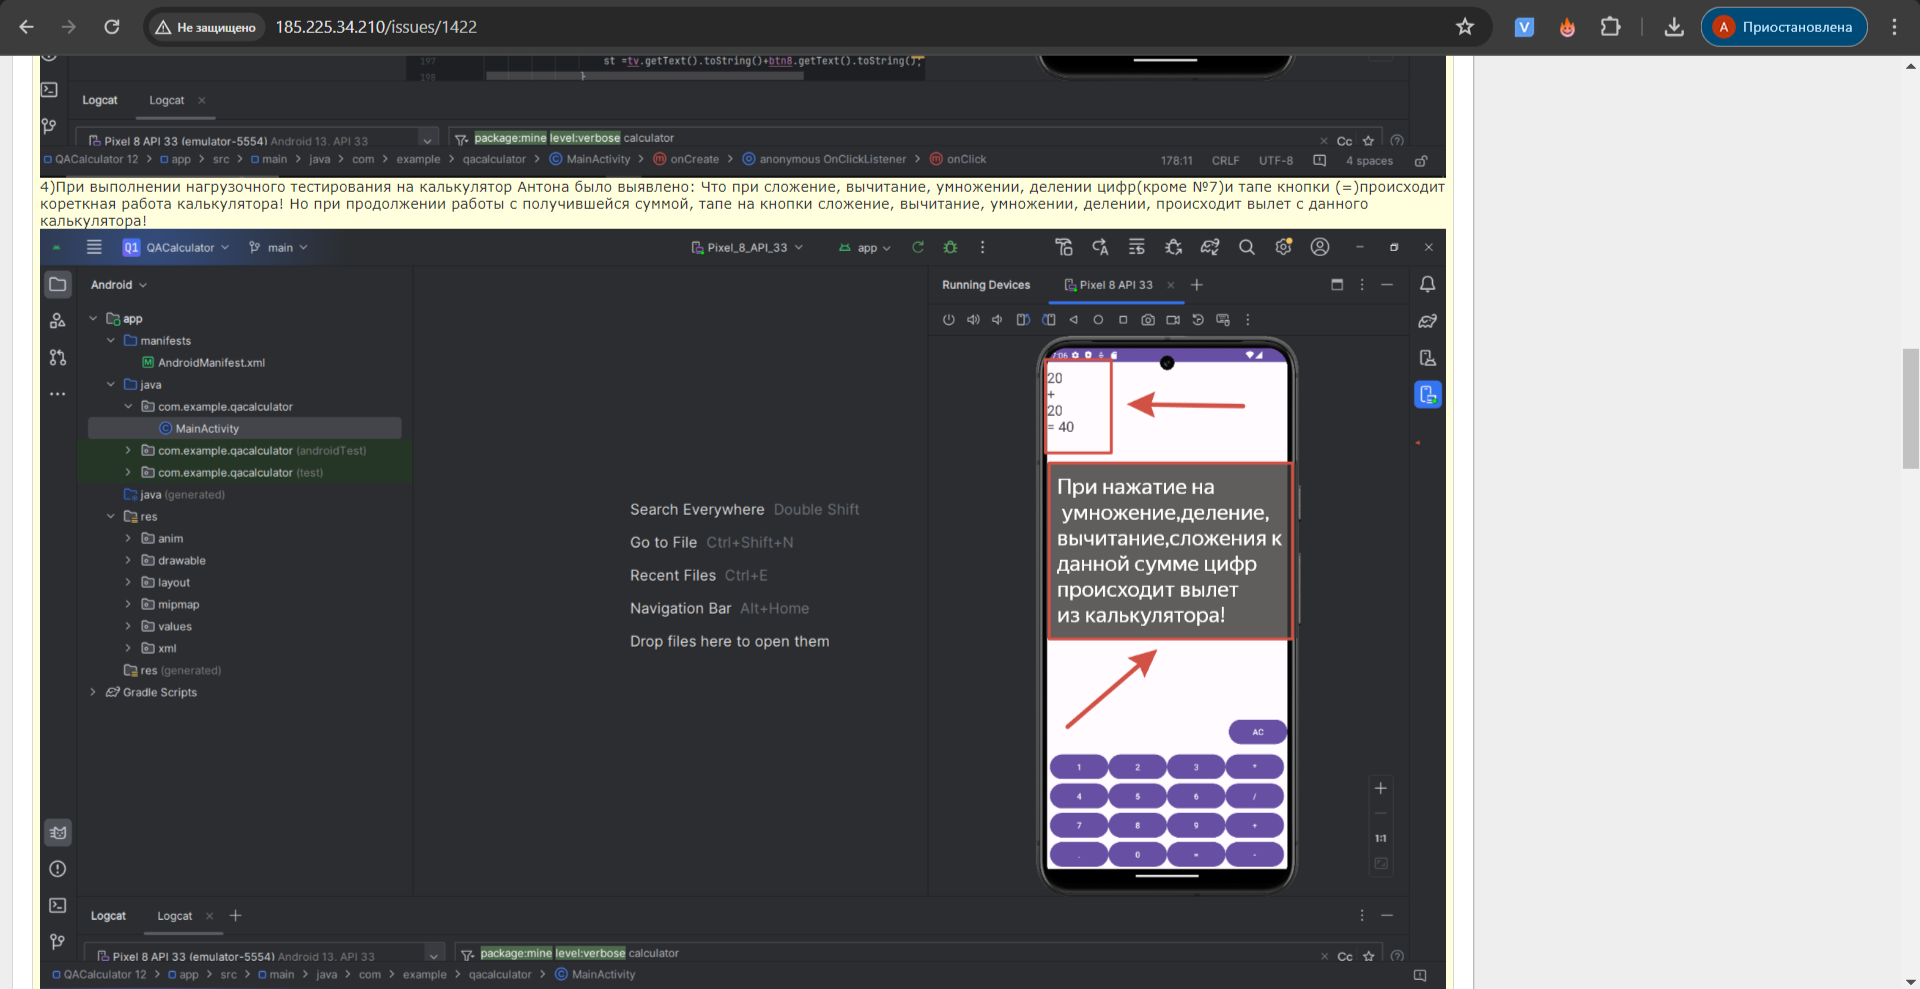 Не защищено 185.225.34.210/issues/1422 V A Приостановлена
197 st =tv.getText().toString()+btn8.getText().toString();
198 }
Logcat Logcat
Pixel 8 API 33 (emulator-5554) Android 13, API 33 package:mine level:verbose calculator Cc
QACalculator 12 > app > src > main > java > com > example > qacalculator > MainActivity > onCreate > anonymous OnClickListener > onClick 178:11 CRLF UTF-8 4 spaces
4)При выполнении нагрузочного тестирования на калькулятор Антона было выявлено: Что при сложение, вычитание, умножении, делении цифр(кроме №7)и тапе кнопки (=)происходит
кореткная работа калькулятора! Но при продолжении работы с получившейся суммой, тапе на кнопки сложение, вычитание, умножении, делении, происходит вылет с данного
калькулятора!
Q1 QACalculator main Pixel_8_API_33 app
Android
Running Devices Pixel 8 API 33
app
manifests
AndroidManifest.xml
java
com.example.qacalculator
MainActivity
com.example.qacalculator (androidTest)
com.example.qacalculator (test)
java (generated)
res
anim
drawable
layout
mipmap
values
xml
res (generated)
Gradle Scripts
Search Everywhere Double Shift
Go to File Ctrl+Shift+N
Recent Files Ctrl+E
Navigation Bar Alt+Home
Drop files here to open them
7:06
20
+
20
= 40
При нажатие на
умножение,деление,
вычитание,сложения к
данной сумме цифр
происходит вылет
из калькулятора!
AC
1 2 3 *
4 5 6 /
7 8 9 +
. 0 = -
1:1
Logcat Logcat
Pixel 8 API 33 (emulator-5554) Android 13, API 33 package:mine level:verbose calculator Cc
QACalculator 12 > app > src > main > java > com > example > qacalculator > MainActivity